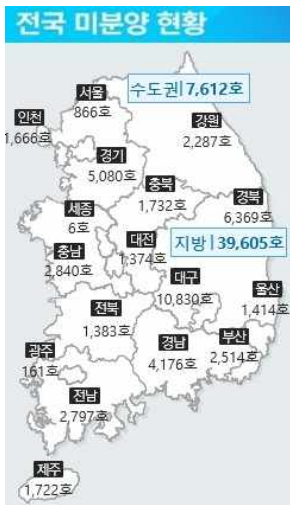 전국 미분양 현황
서울
866호
수도권|7,612호
인천
1,666호
강원
2,287호
경기
5,080호
충북
1,732호
경북
6,369호
세종
6호
대전
1,374호
지방|39,605호
충남
2,840호
대구
10,830호
울산
1,414호
전북
1,383호
경남
4,176호
부산
2,514호
광주
161호
전남
2,797호
제주
1,722호